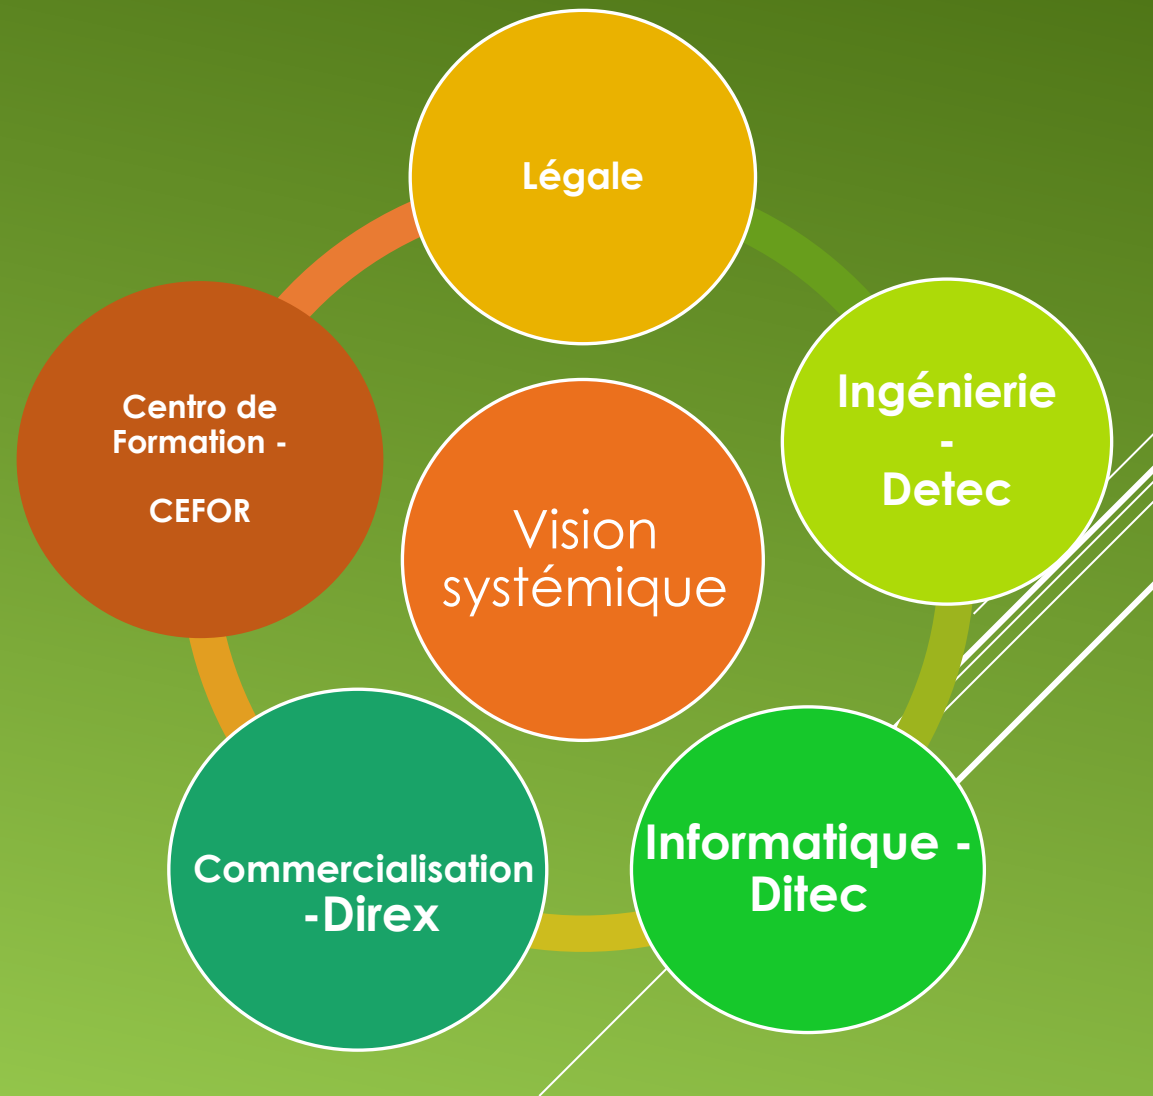 Légale
Ingénierie
-
Detec
Centro de
Formation -
CEFOR
Vision
systémique
Informatique -
Ditec
Commercialisation
-Direx